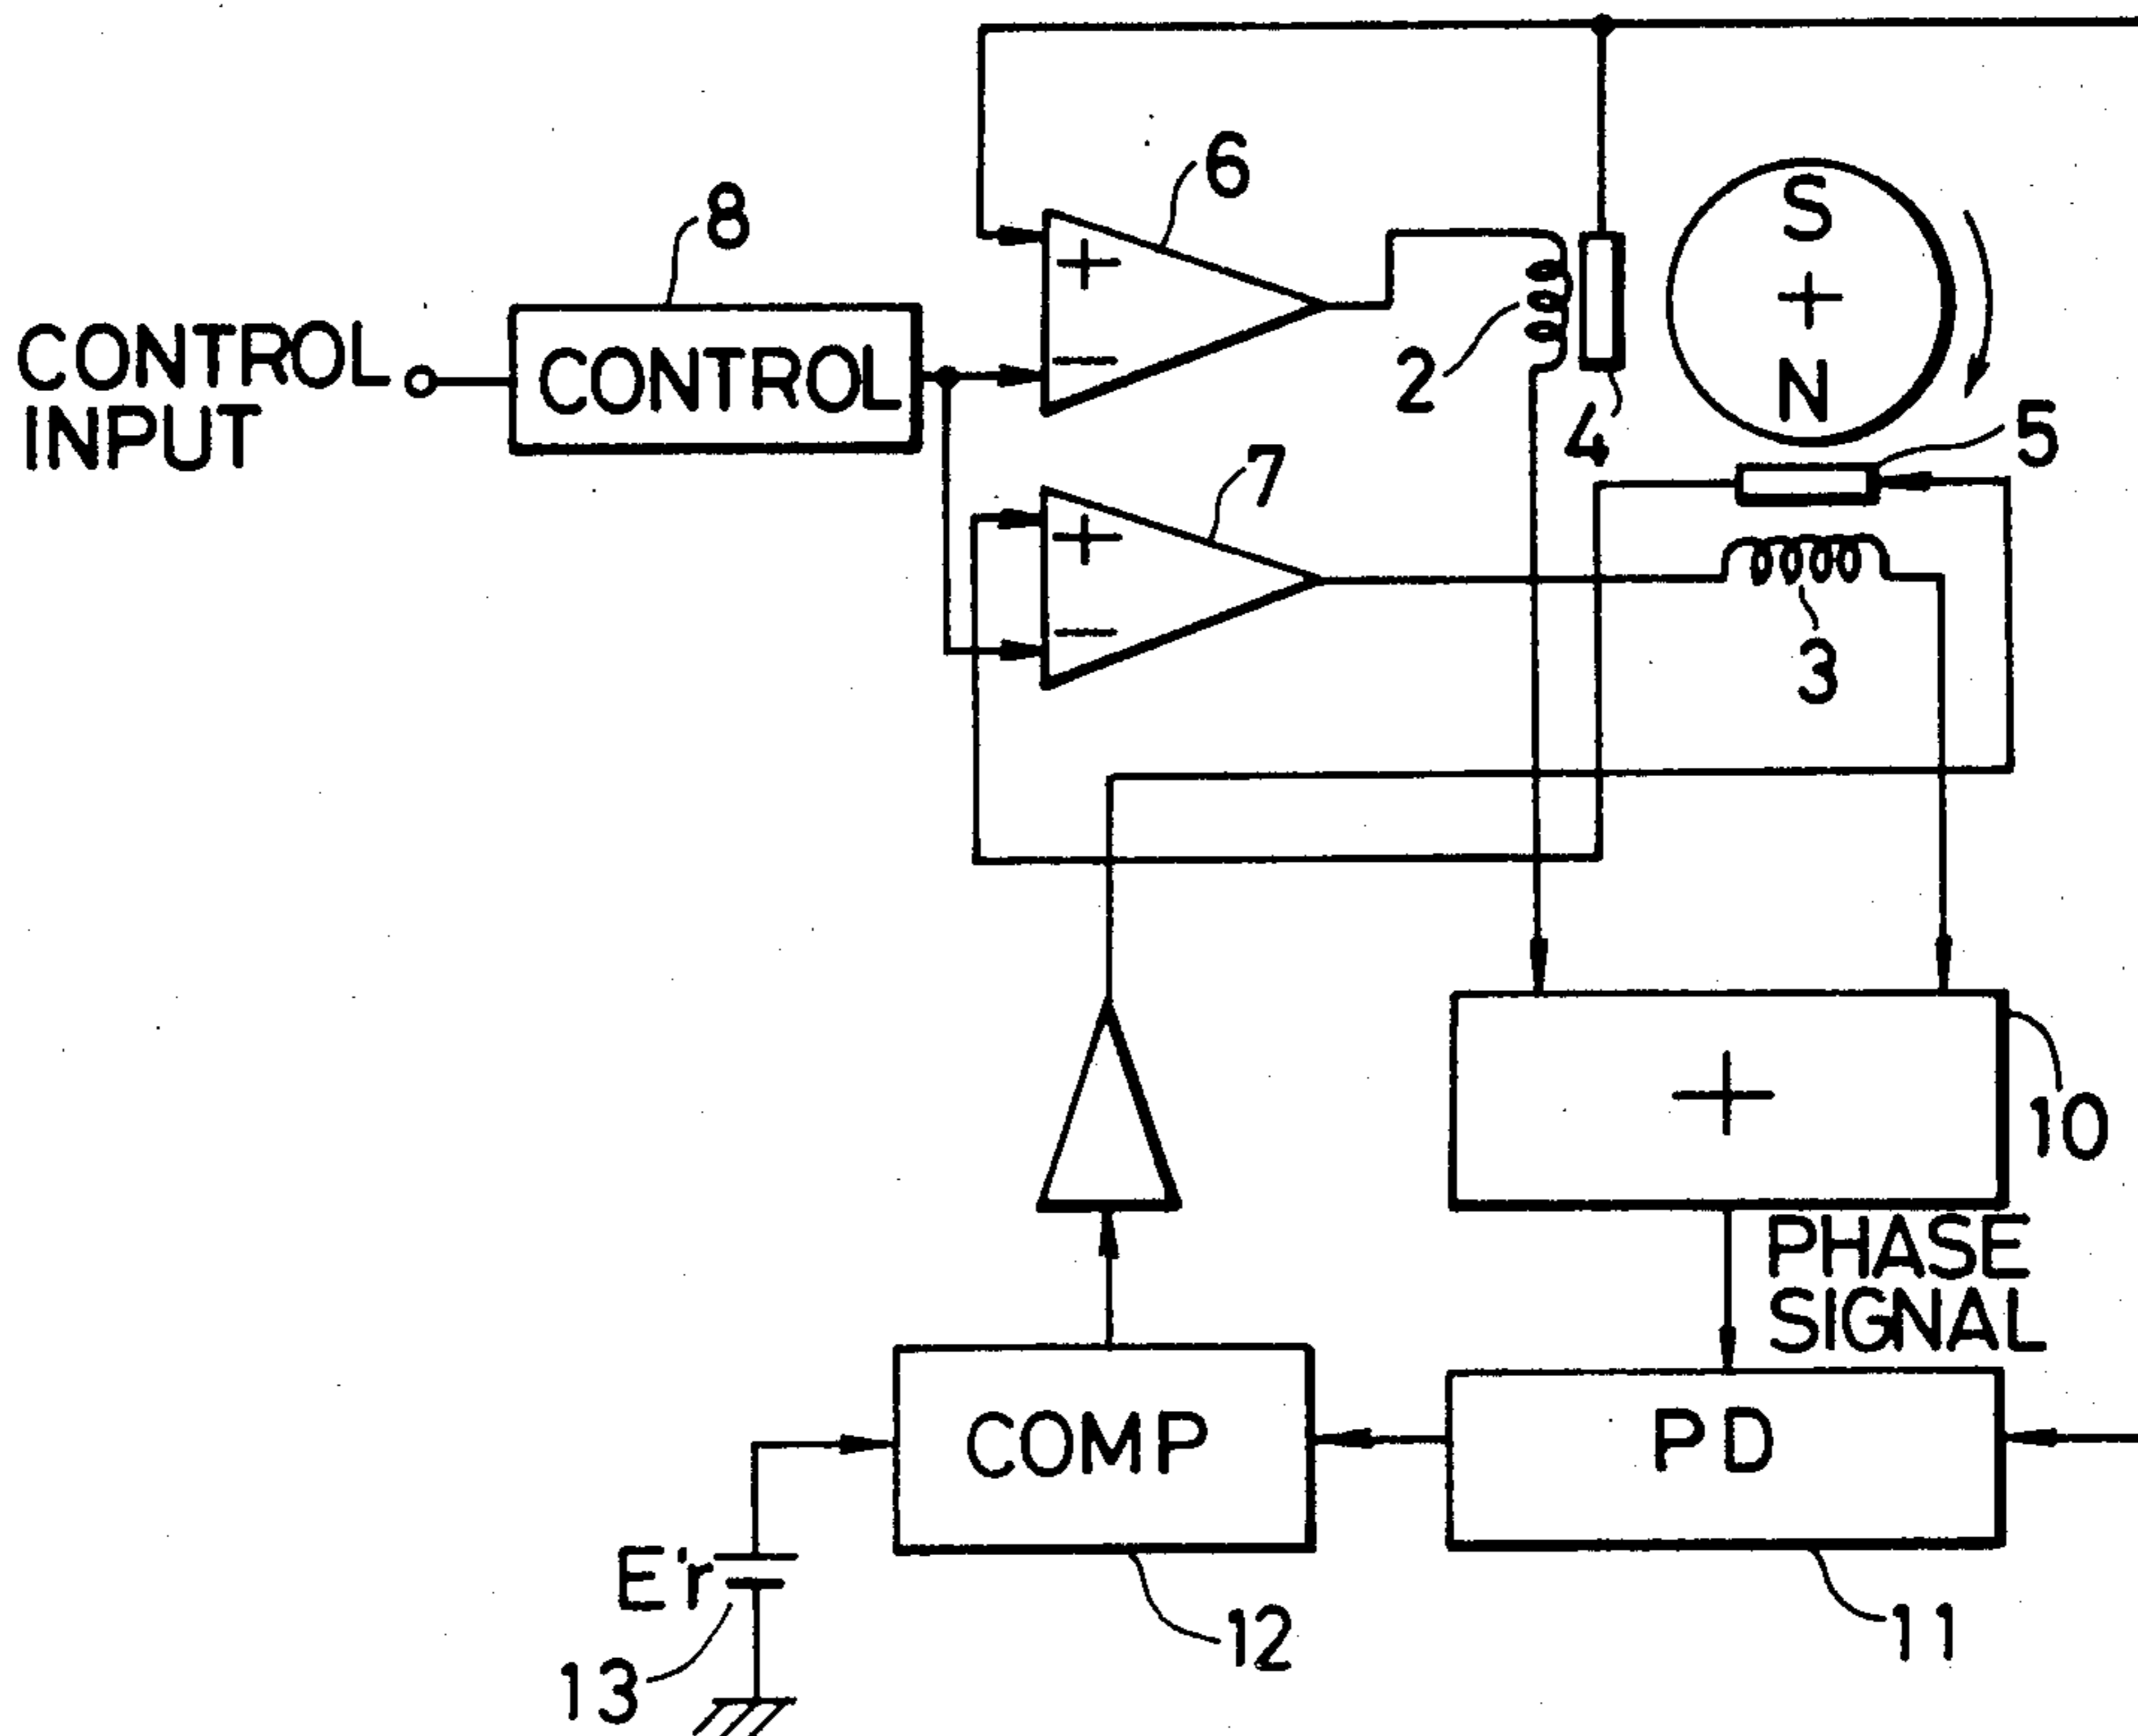 6
8
S
+
CONTROL
INPUT
CONTROL
+
−
2
4
N
5
7
+
−
3
+
10
PHASE
SIGNAL
COMP
PD
E'r
12
11
13